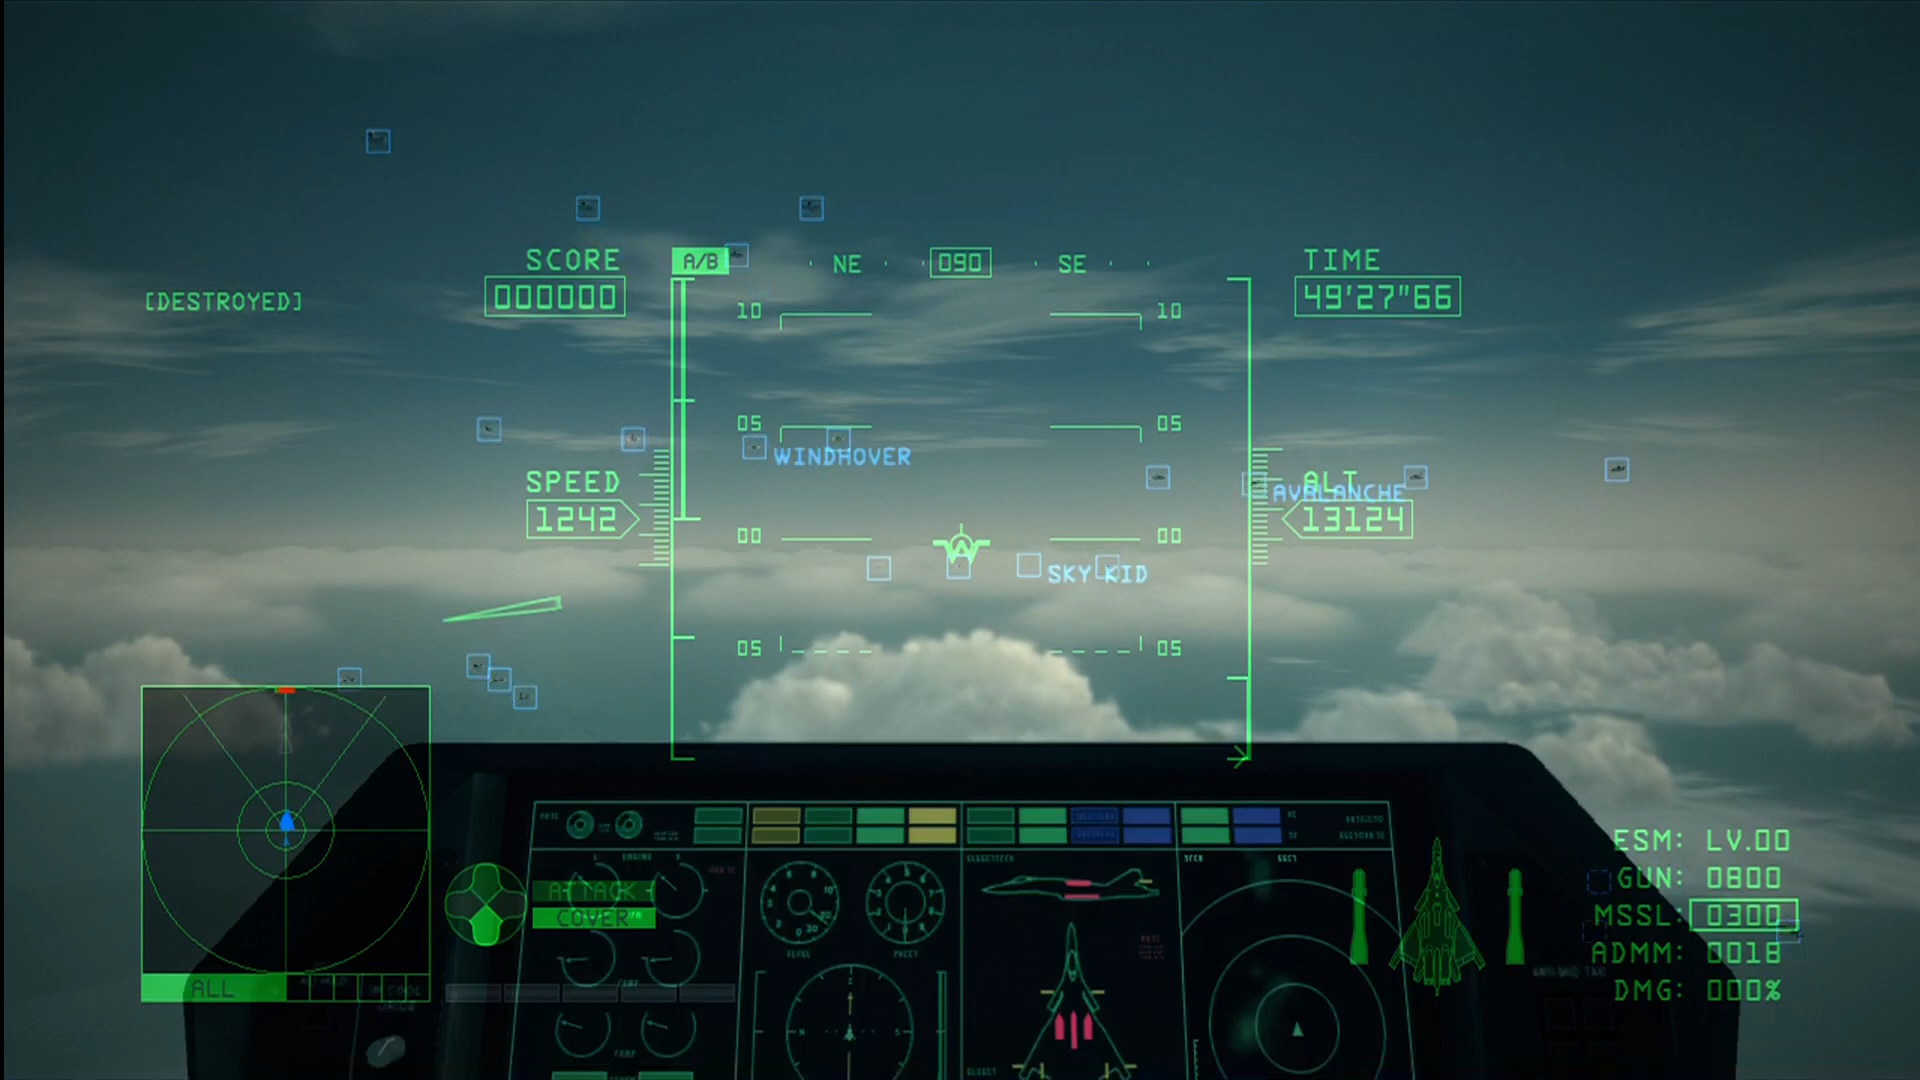 SCORE
000000
A/B
NE 090 SE
TIME
49'27"66
[DESTROYED]
10 10
05 05
WINDHOVER
SPEED
1242
ALT
AVALANCHE
13124
00 00
SKY KID
05 05
ATTACK
COVER
ALL
ESM: LV.00
GUN: 0800
MSSL: 0300
ADMM: 0018
DMG: 000%